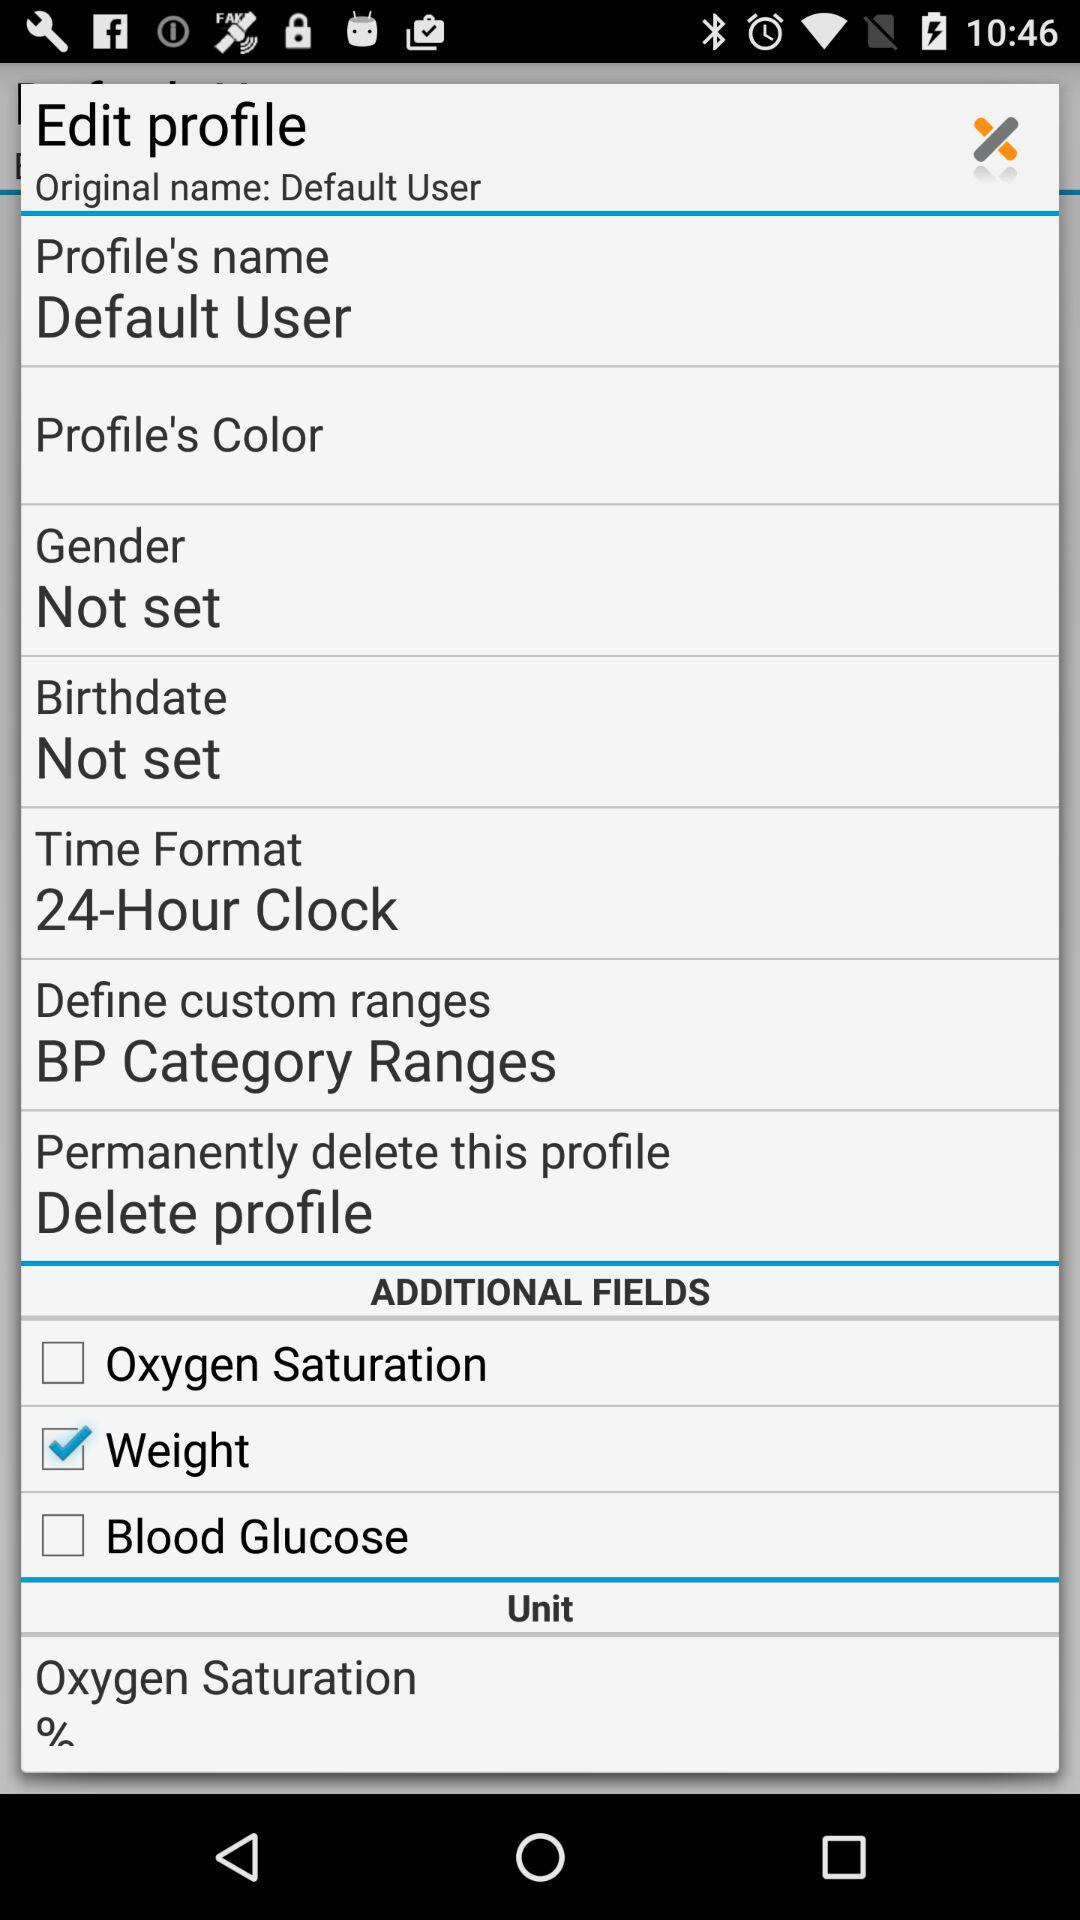 FAKE
10:46
Edit profile
Original name: Default User
Profile's name
Default User
Profile's Color
Gender
Not set
Birthdate
Not set
Time Format
24-Hour Clock
Define custom ranges
BP Category Ranges
Permanently delete this profile
Delete profile
ADDITIONAL FIELDS
Oxygen Saturation
Weight
Blood Glucose
Unit
Oxygen Saturation
%